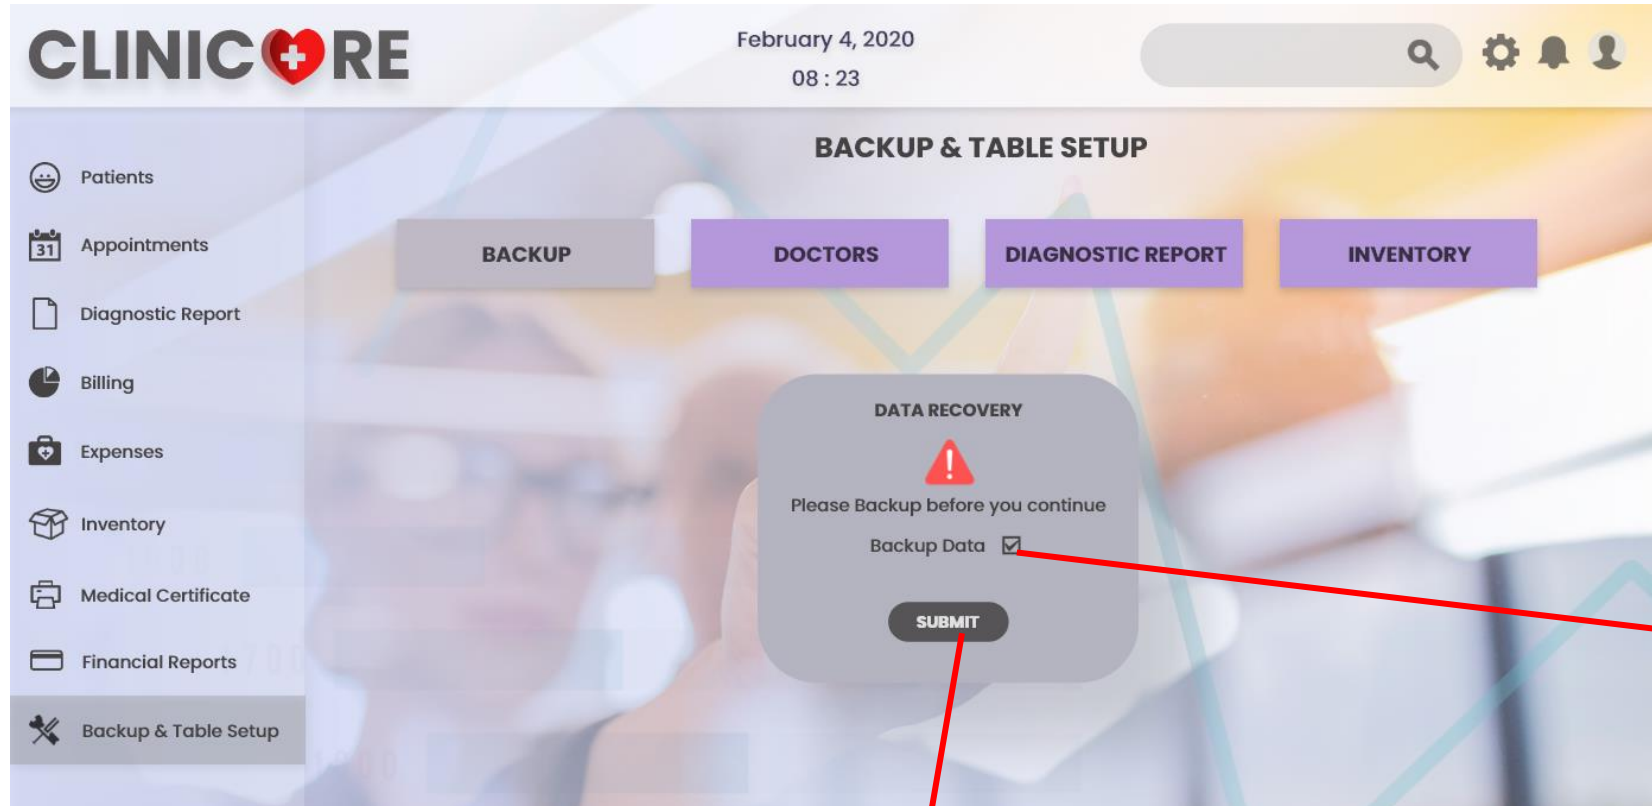 CLINICORE
February 4, 2020
08 : 23
BACKUP & TABLE SETUP
Patients
31
Appointments
Diagnostic Report
Billing
Expenses
Inventory
Medical Certificate
Financial Reports
Backup & Table Setup
BACKUP
DOCTORS
DIAGNOSTIC REPORT
INVENTORY
DATA RECOVERY
Please Backup before you continue
Backup Data
SUBMIT